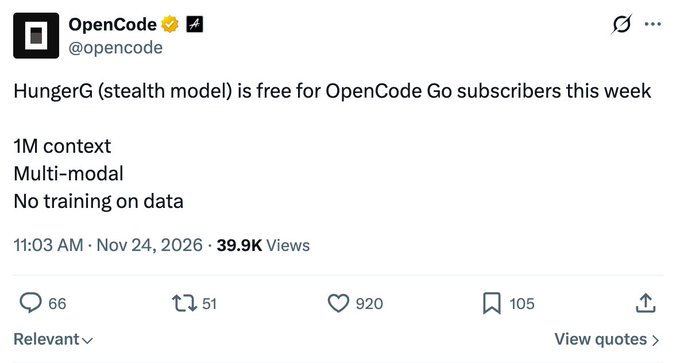 OpenCode
@opencode
HungerG (stealth model) is free for OpenCode Go subscribers this week
1M context
Multi-modal
No training on data
11:03 AM · Nov 24, 2026 · 39.9K Views
66 51 920 105
Relevant
View quotes